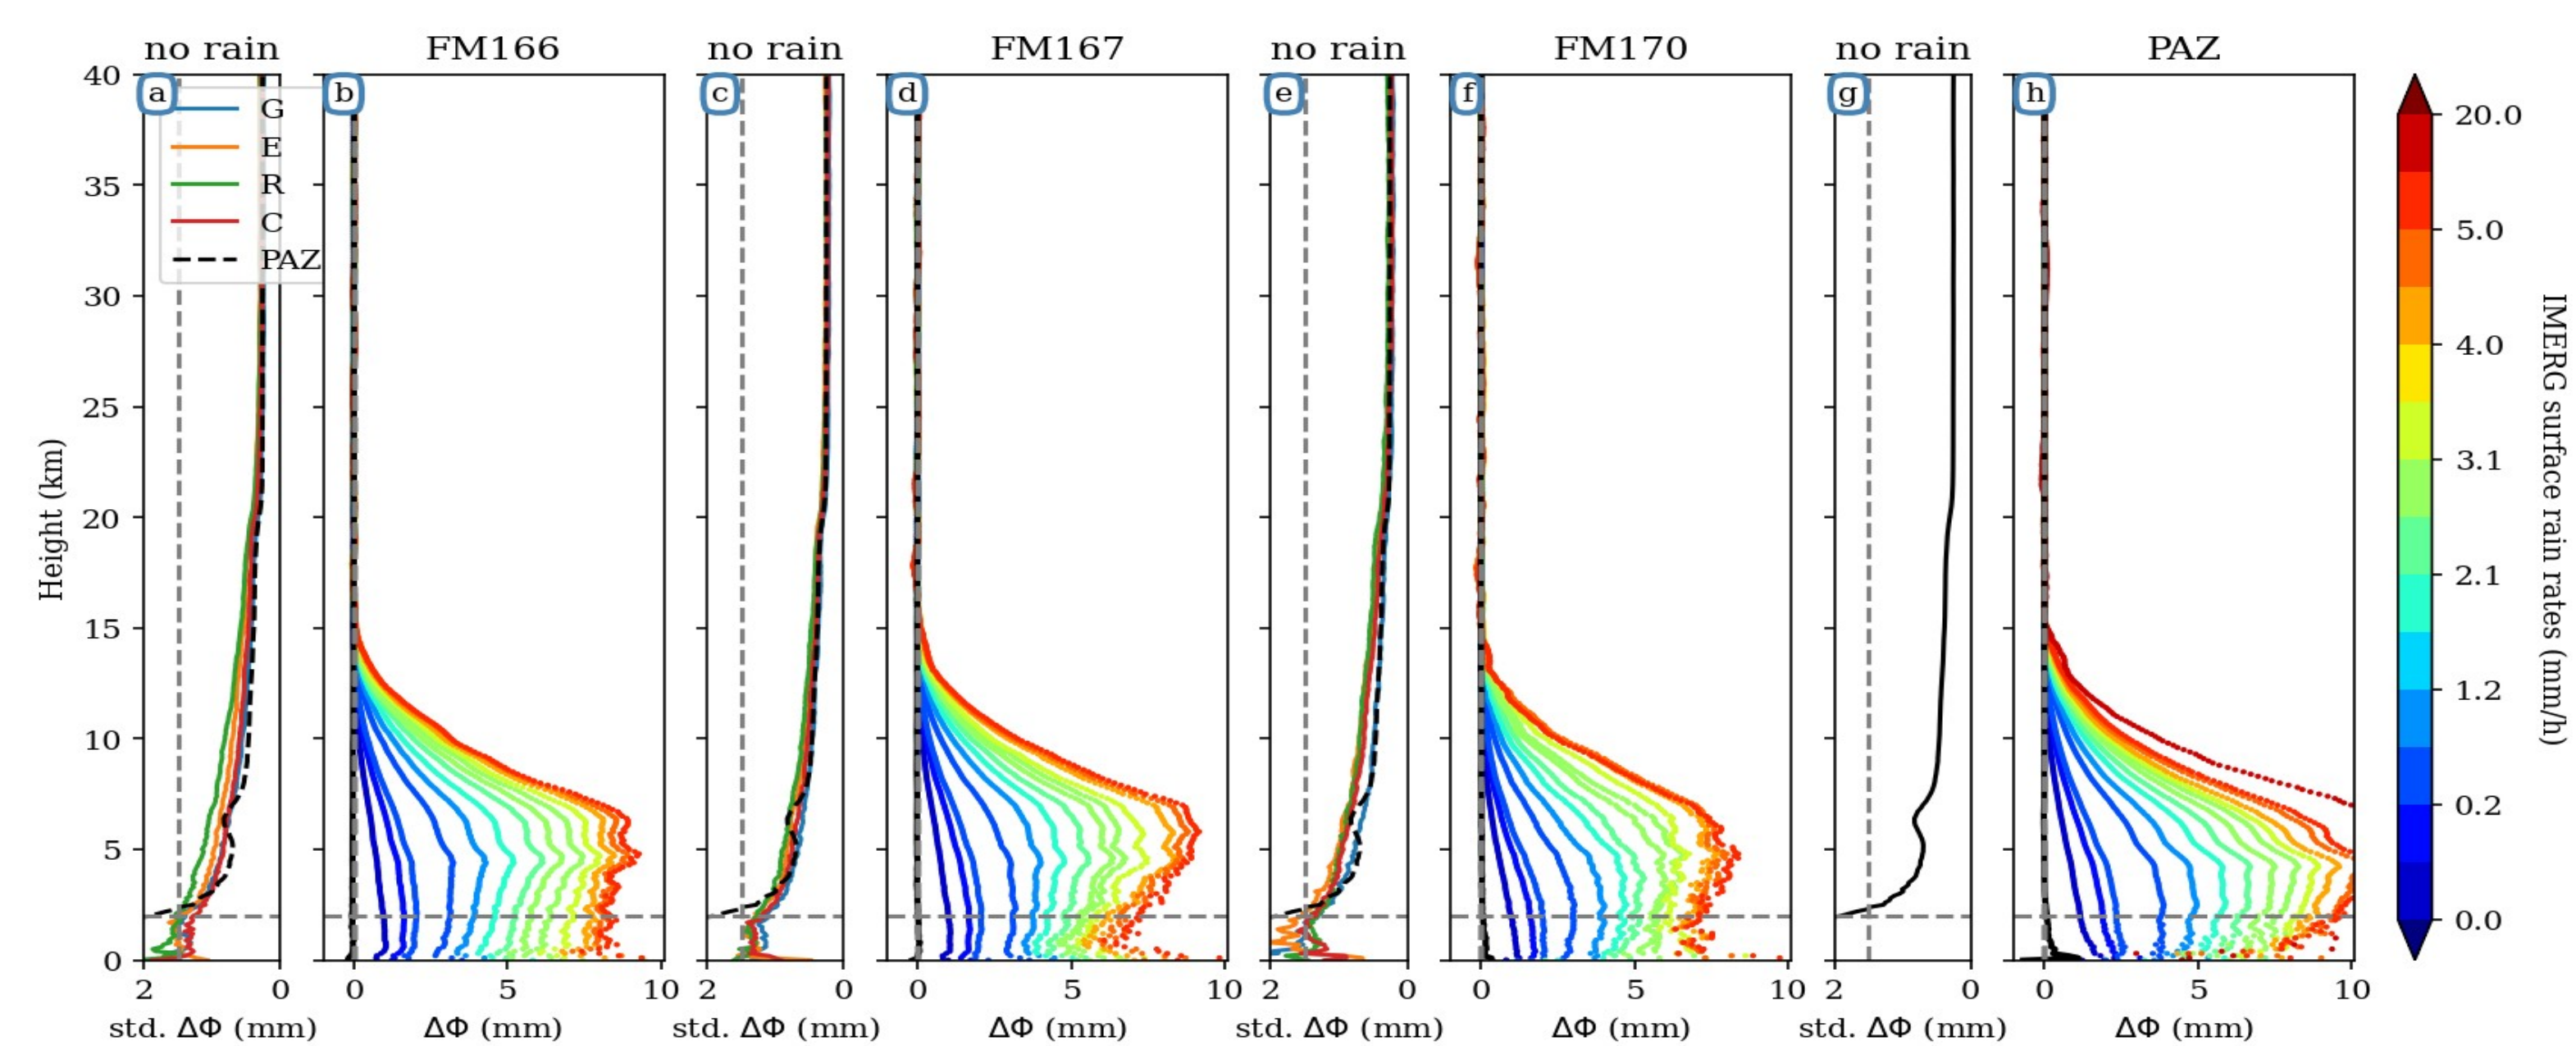 no rain FM166 no rain FM167 no rain FM170 no rain PAZ
a b c d e f g h
G
E
R
C
PAZ
40
35
30
25
20
15
10
5
0
Height (km)
2 0 0 5 10 2 0 0 5 10 2 0 0 5 10 2 0 0 5 10
std. ΔΦ (mm) ΔΦ (mm) std. ΔΦ (mm) ΔΦ (mm) std. ΔΦ (mm) ΔΦ (mm) std. ΔΦ (mm) ΔΦ (mm)
20.0
5.0
4.0
3.1
2.1
1.2
0.2
0.0
IMERG surface rain rates (mm/h)